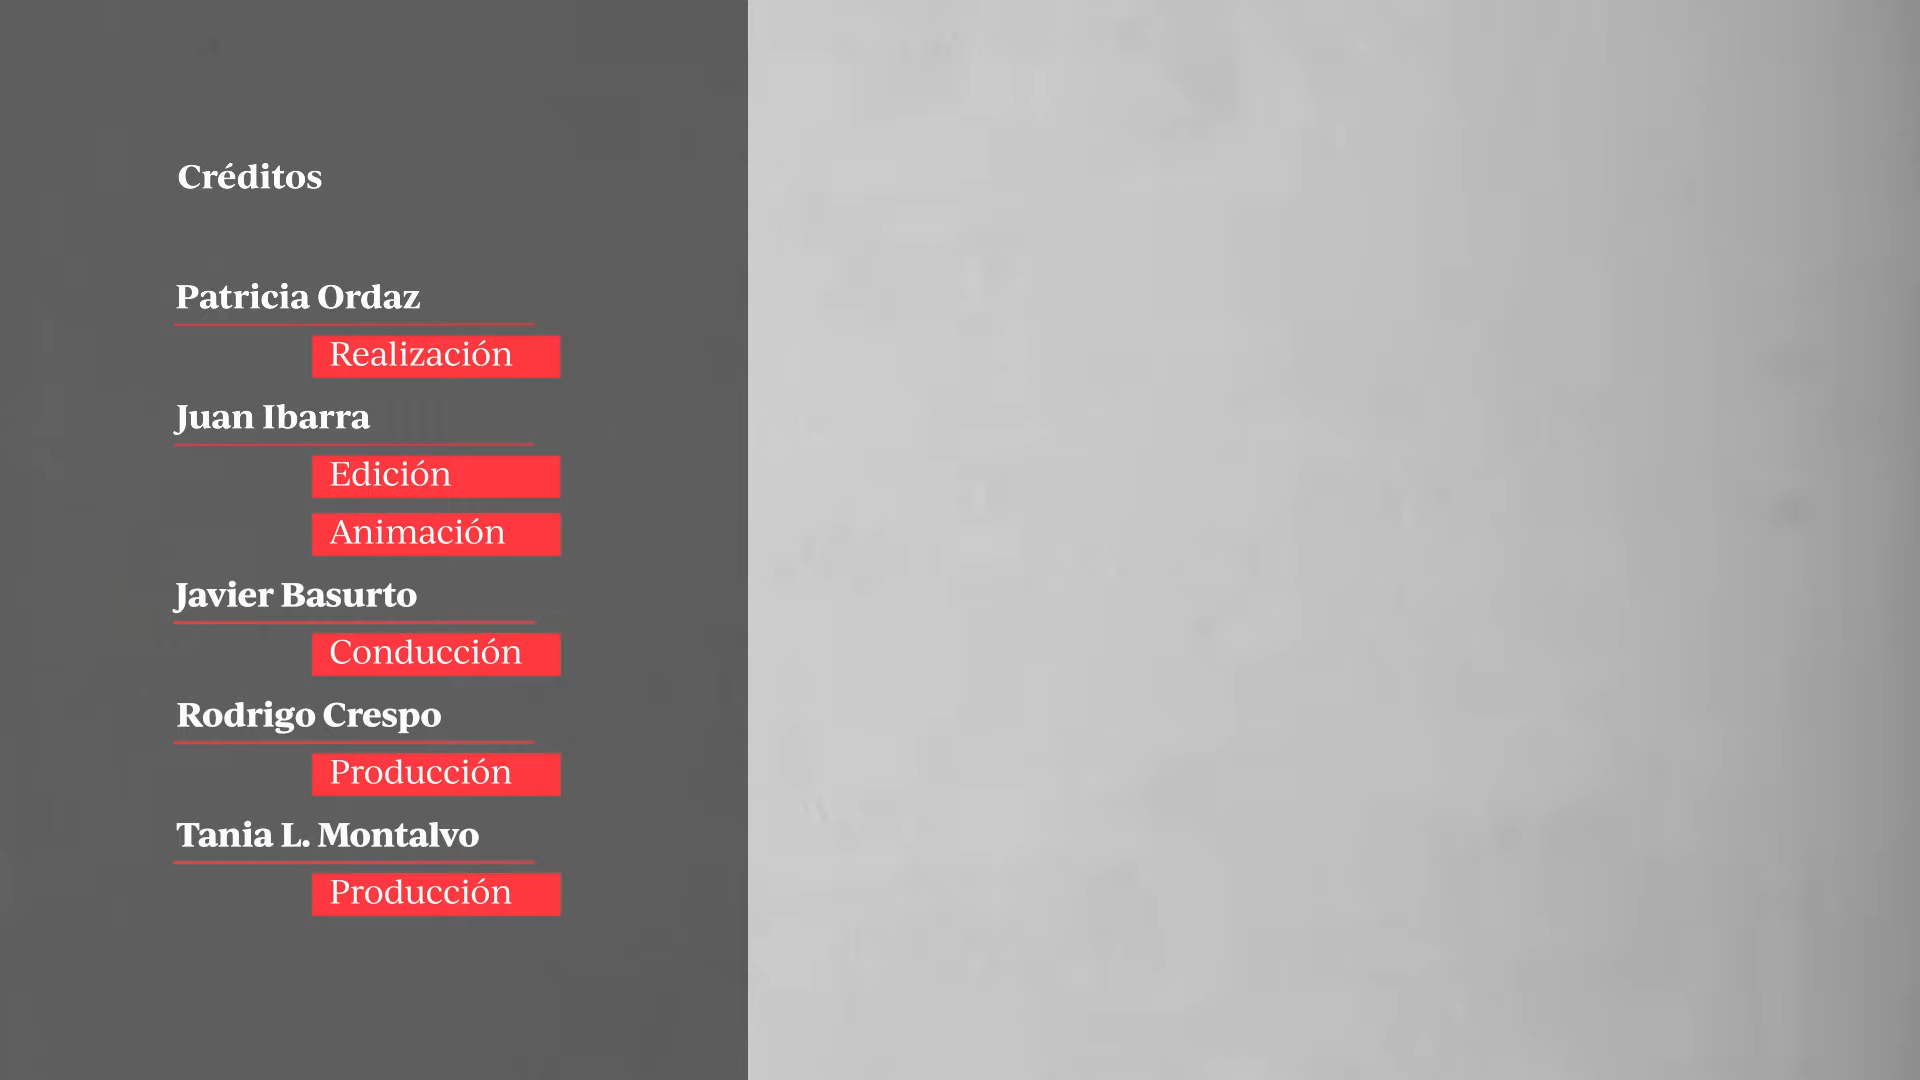 Créditos
Patricia Ordaz
Realización
Juan Ibarra
Edición
Animación
Javier Basurto
Conducción
Rodrigo Crespo
Producción
Tania L. Montalvo
Producción